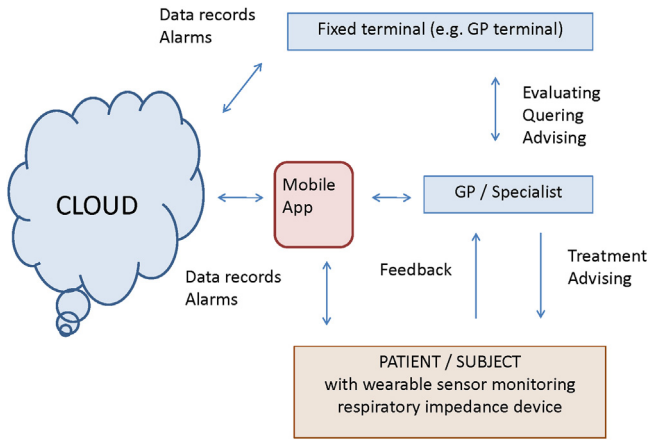 Data records
Alarms
Fixed terminal (e.g. GP terminal)
Evaluating
Quering
Advising
CLOUD
Mobile
App
GP / Specialist
Data records
Alarms
Feedback
Treatment
Advising
PATIENT / SUBJECT
with wearable sensor monitoring
respiratory impedance device